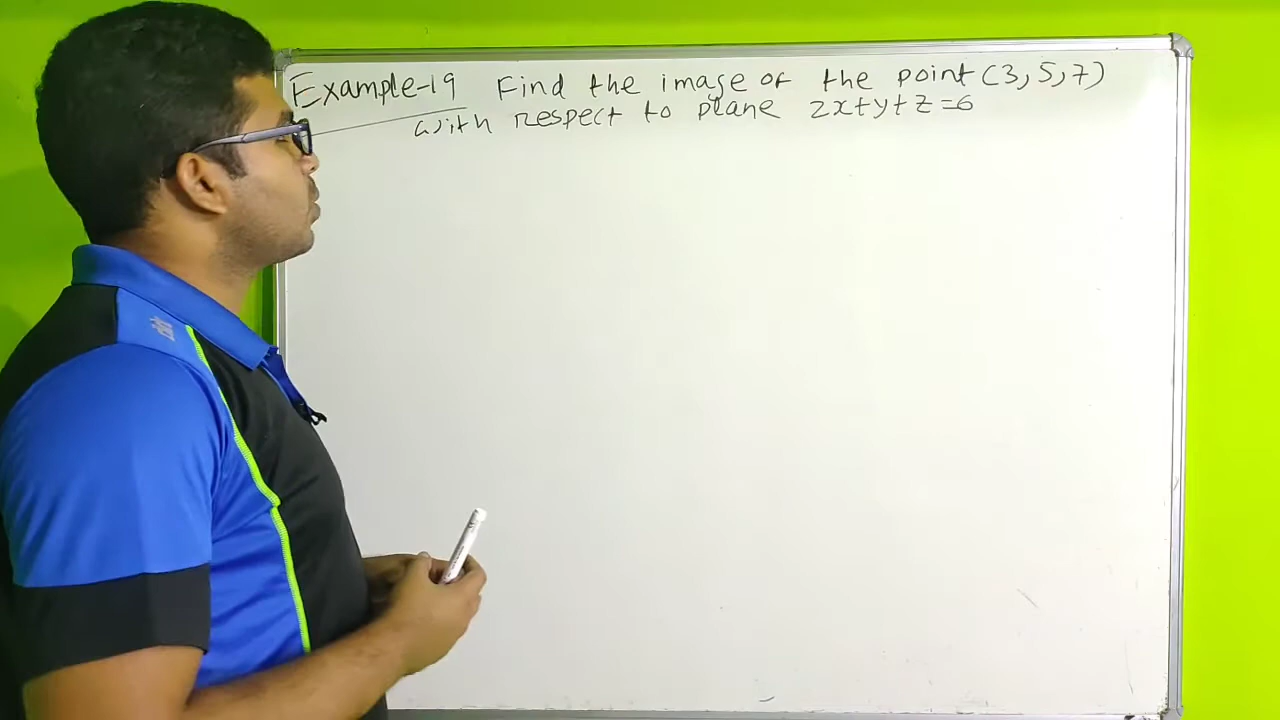 Example-19 Find the image of the point (3, 5, 7)
with respect to plane 2x+y+z=6